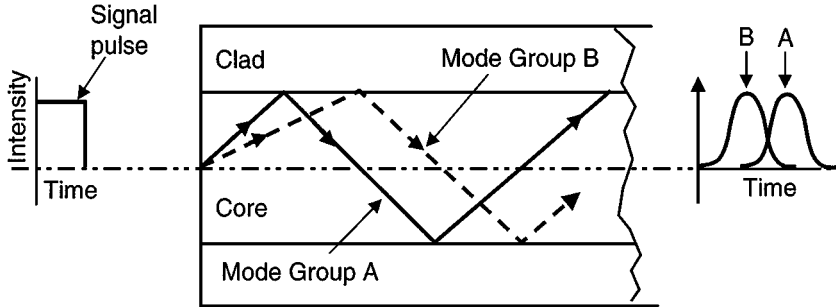 Signal
pulse
Intensity
Time
Clad
Mode Group B
Core
Mode Group A
B A
Time